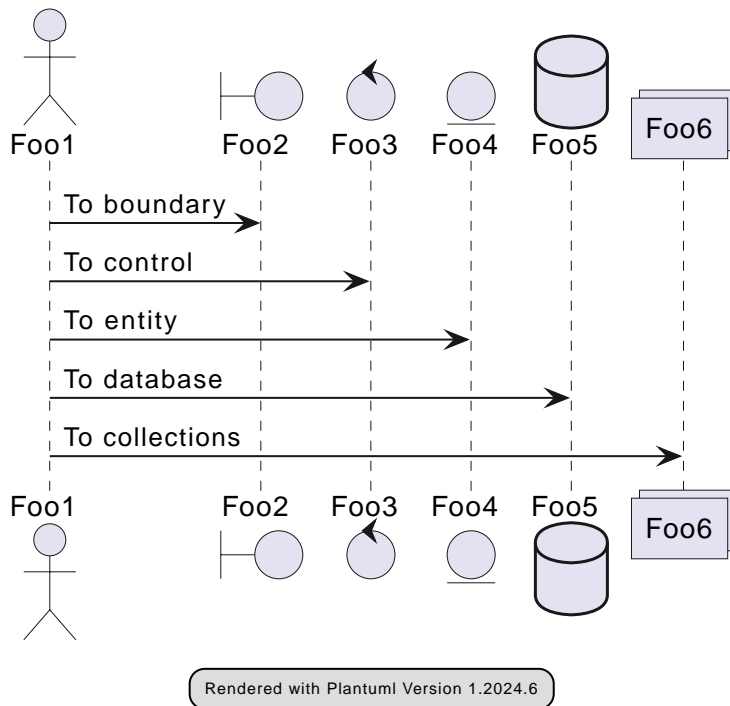 Foo1 Foo2 Foo3 Foo4 Foo5 Foo6
To boundary
To control
To entity
To database
To collections
Foo1 Foo2 Foo3 Foo4 Foo5 Foo6
Rendered with Plantuml Version 1.2024.6